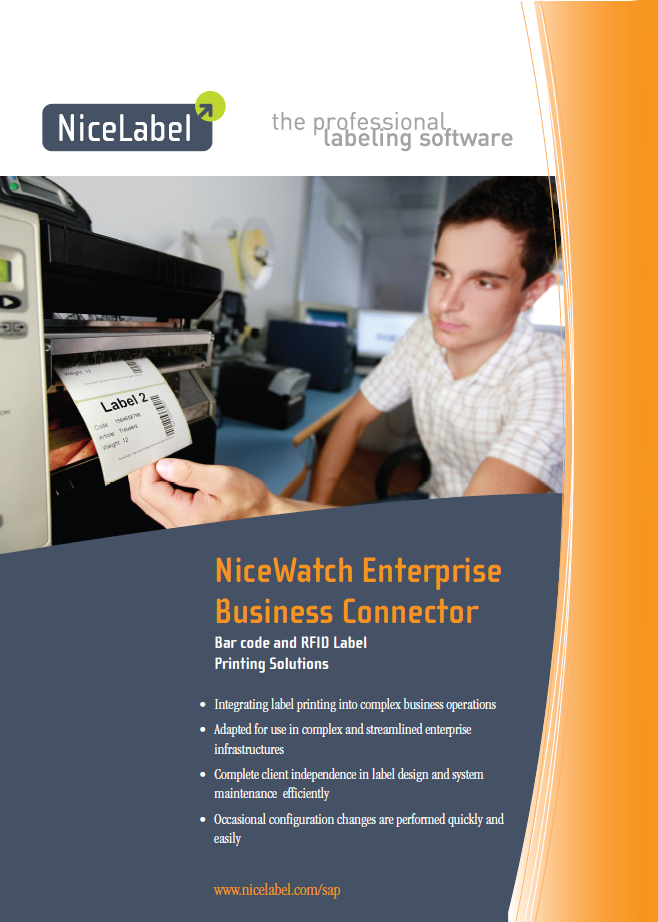 NiceLabel
the professional
labeling software
Weight: 12
Label 2
Code
Article: Trousers
Weight: 12
NiceWatch Enterprise
Business Connector
Bar code and RFID Label
Printing Solutions
• Integrating label printing into complex business operations
• Adapted for use in complex and streamlined enterprise
infrastructures
• Complete client independence in label design and system
maintenance efficiently
• Occasional configuration changes are performed quickly and
easily
www.nicelabel.com/sap